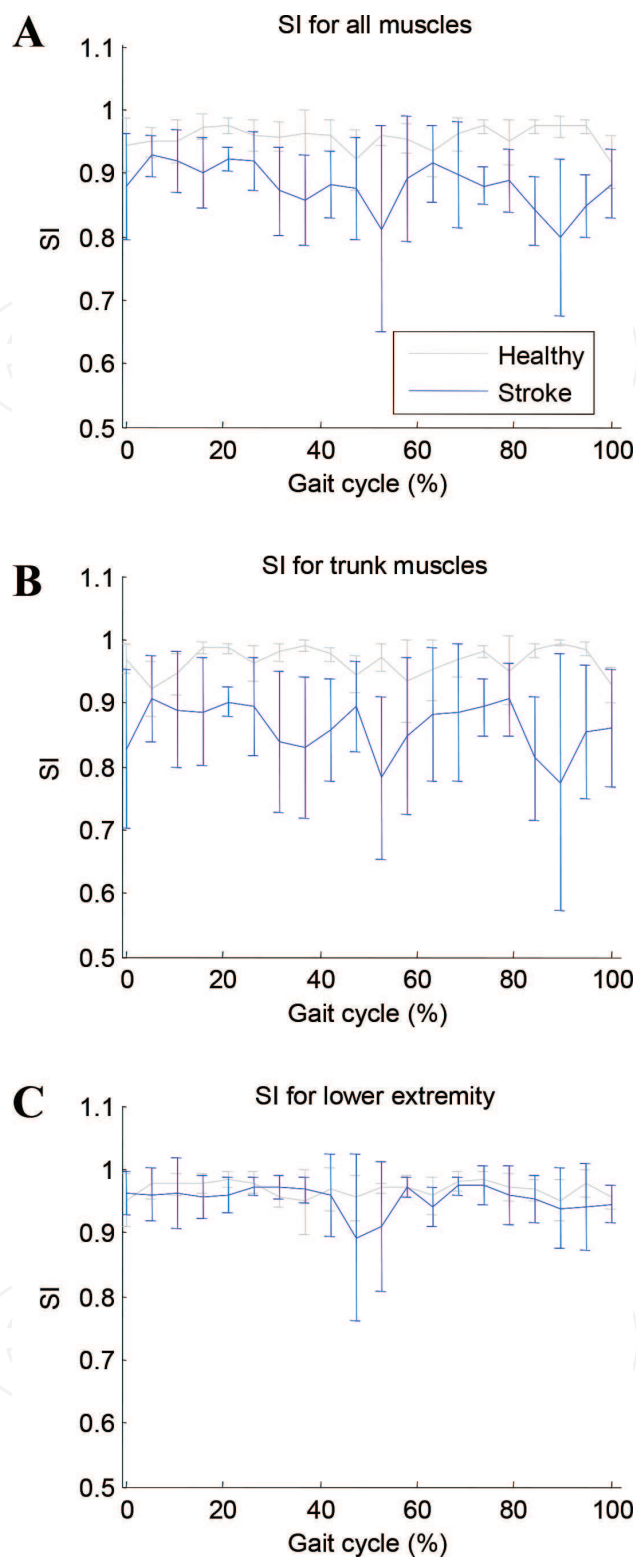 A
SI for all muscles
1.1
1
0.9
0.8
0.7
0.6
0.5
SI
Healthy
Stroke
0 20 40 60 80 100
Gait cycle (%)
B
SI for trunk muscles
1.1
1
0.9
0.8
0.7
0.6
0.5
SI
0 20 40 60 80 100
Gait cycle (%)
C
SI for lower extremity
1.1
1
0.9
0.8
0.7
0.6
0.5
SI
0 20 40 60 80 100
Gait cycle (%)